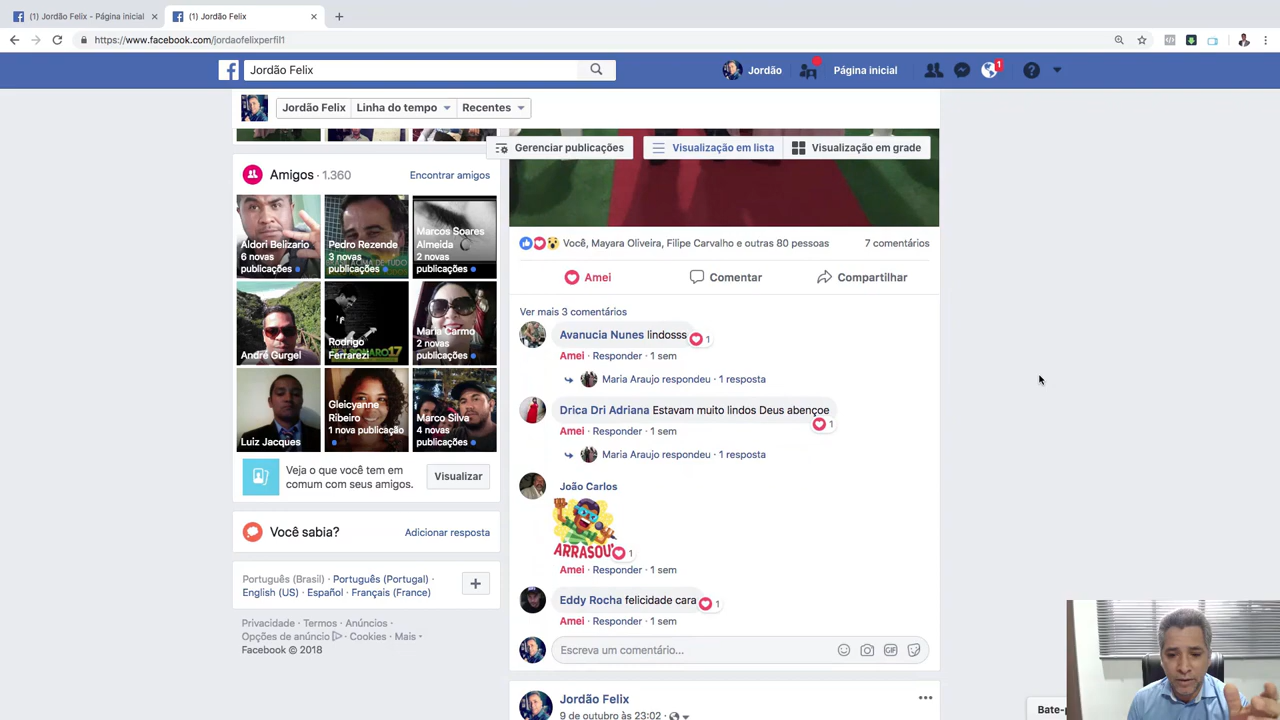 (1) Jordão Felix - Página inicial
(1) Jordão Felix
https://www.facebook.com/jordaofelixperfil1
Jordão Felix
Jordão
Página inicial
1
Jordão Felix
Linha do tempo
Recentes
Gerenciar publicações
Visualização em lista
Visualização em grade
Amigos · 1.360
Encontrar amigos
Aldori Belizario
6 novas
publicações
Pedro Rezende
3 novas
publicações
Marcos Soares
Almeida
2 novas
publicações
André Gurgel
Rodrigo
Ferrarezi
Maria Carmo
2 novas
publicações
Luiz Jacques
Gleicyanne
Ribeiro
1 nova publicação
Marco Silva
4 novas
publicações
Veja o que você tem em
comum com seus amigos.
Visualizar
Você sabia?
Adicionar resposta
Português (Brasil) · Português (Portugal) ·
English (US) · Español · Français (France)
Privacidade · Termos · Anúncios ·
Opções de anúncio · Cookies · Mais
Facebook © 2018
Você, Mayara Oliveira, Filipe Carvalho e outras 80 pessoas
7 comentários
Amei
Comentar
Compartilhar
Ver mais 3 comentários
Avanucia Nunes lindosss
1
Amei · Responder · 1 sem
Maria Araujo respondeu · 1 resposta
Drica Dri Adriana Estavam muito lindos Deus abençoe
1
Amei · Responder · 1 sem
Maria Araujo respondeu · 1 resposta
João Carlos
ARRASOU
1
Amei · Responder · 1 sem
Eddy Rocha felicidade cara
1
Amei · Responder · 1 sem
Escreva um comentário...
GIF
Jordão Felix
9 de outubro às 23:02